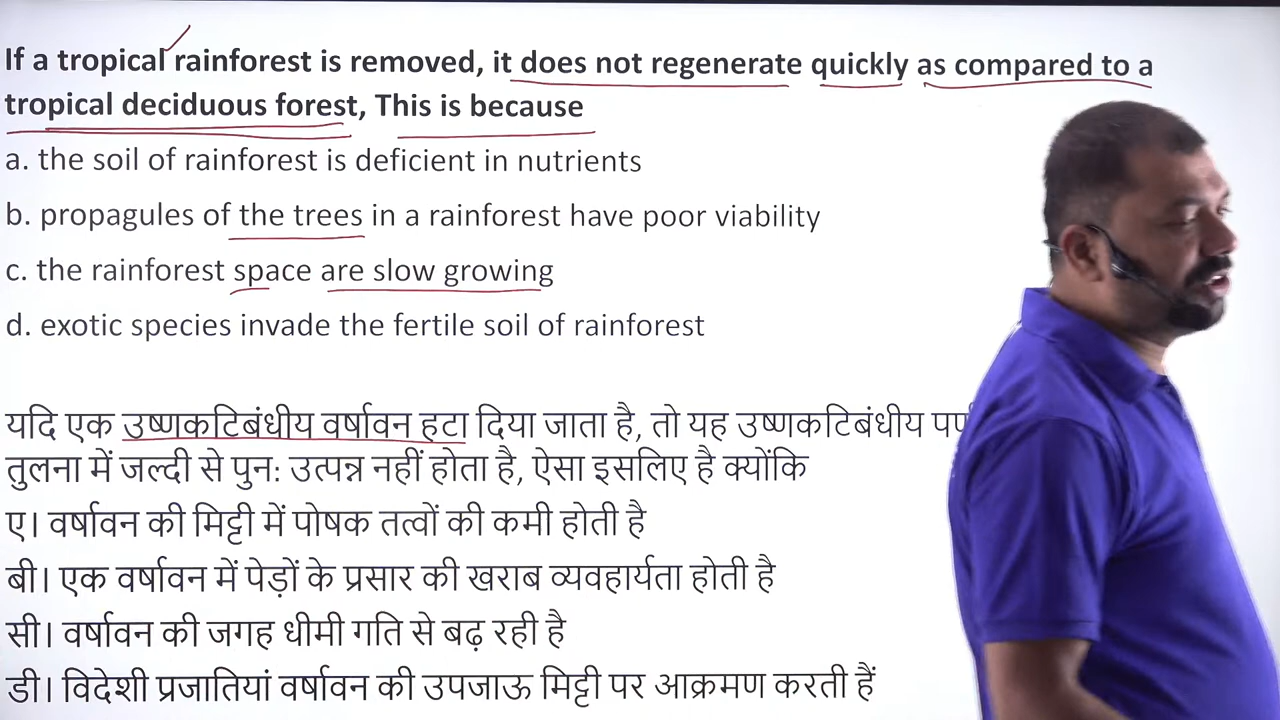 If a tropical rainforest is removed, it does not regenerate quickly as compared to a
tropical deciduous forest, This is because
a. the soil of rainforest is deficient in nutrients
b. propagules of the trees in a rainforest have poor viability
c. the rainforest space are slow growing
d. exotic species invade the fertile soil of rainforest
यदि एक उष्णकटिबंधीय वर्षावन हटा दिया जाता है, तो यह उष्णकटिबंधीय
तुलना में जल्दी से पुन: उत्पन्न नहीं होता है, ऐसा इसलिए है क्योंकि
ए। वर्षावन की मिट्टी में पोषक तत्वों की कमी होती है
बी। एक वर्षावन में पेड़ों के प्रसार की खराब व्यवहार्यता होती है
सी। वर्षावन की जगह धीमी गति से बढ़ रही है
डी। विदेशी प्रजातियां वर्षावन की उपजाऊ मिट्टी पर आक्रमण करती हैं